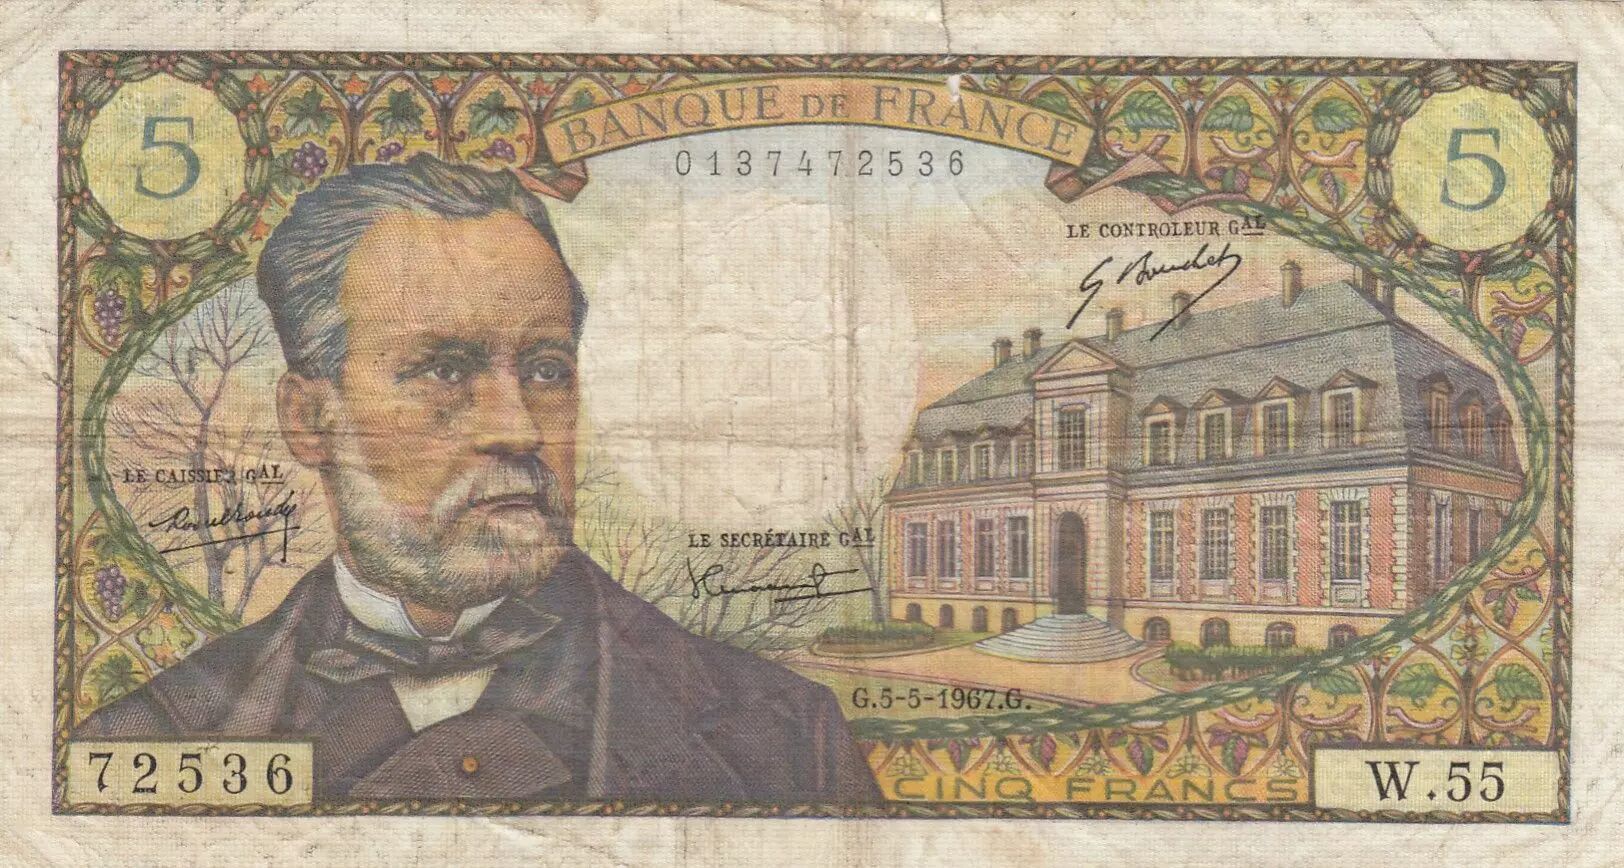 BANQUE DE FRANCE
5
5
0137472536
LE CONTROLEUR GAL
G Bouchet
LE CAISSIER GAL
LE SECRÉTAIRE GAL
G.5-5-1967.G.
72536
CINQ FRANCS
W.55